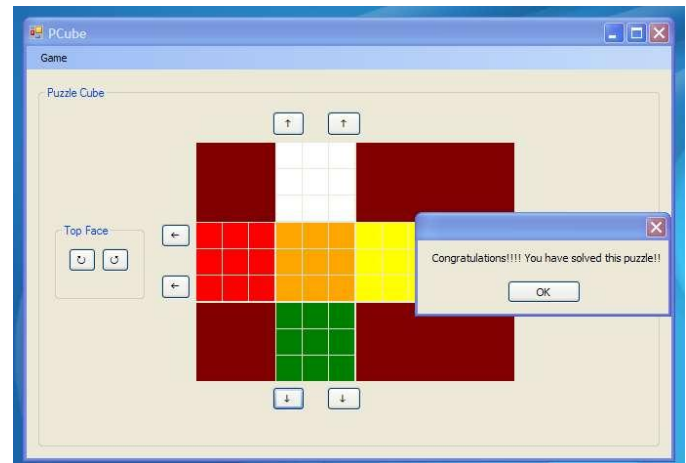 PCube
Game
Puzzle Cube
↑ ↑
Top Face
↻ ↺
←
←
Congratulations!!!! You have solved this puzzle!!
OK
↓ ↓